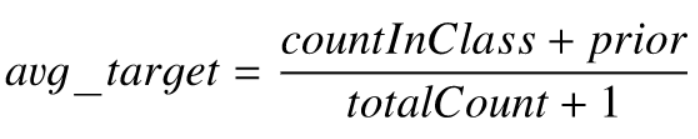 avg_target = countInClass + prior
totalCount + 1